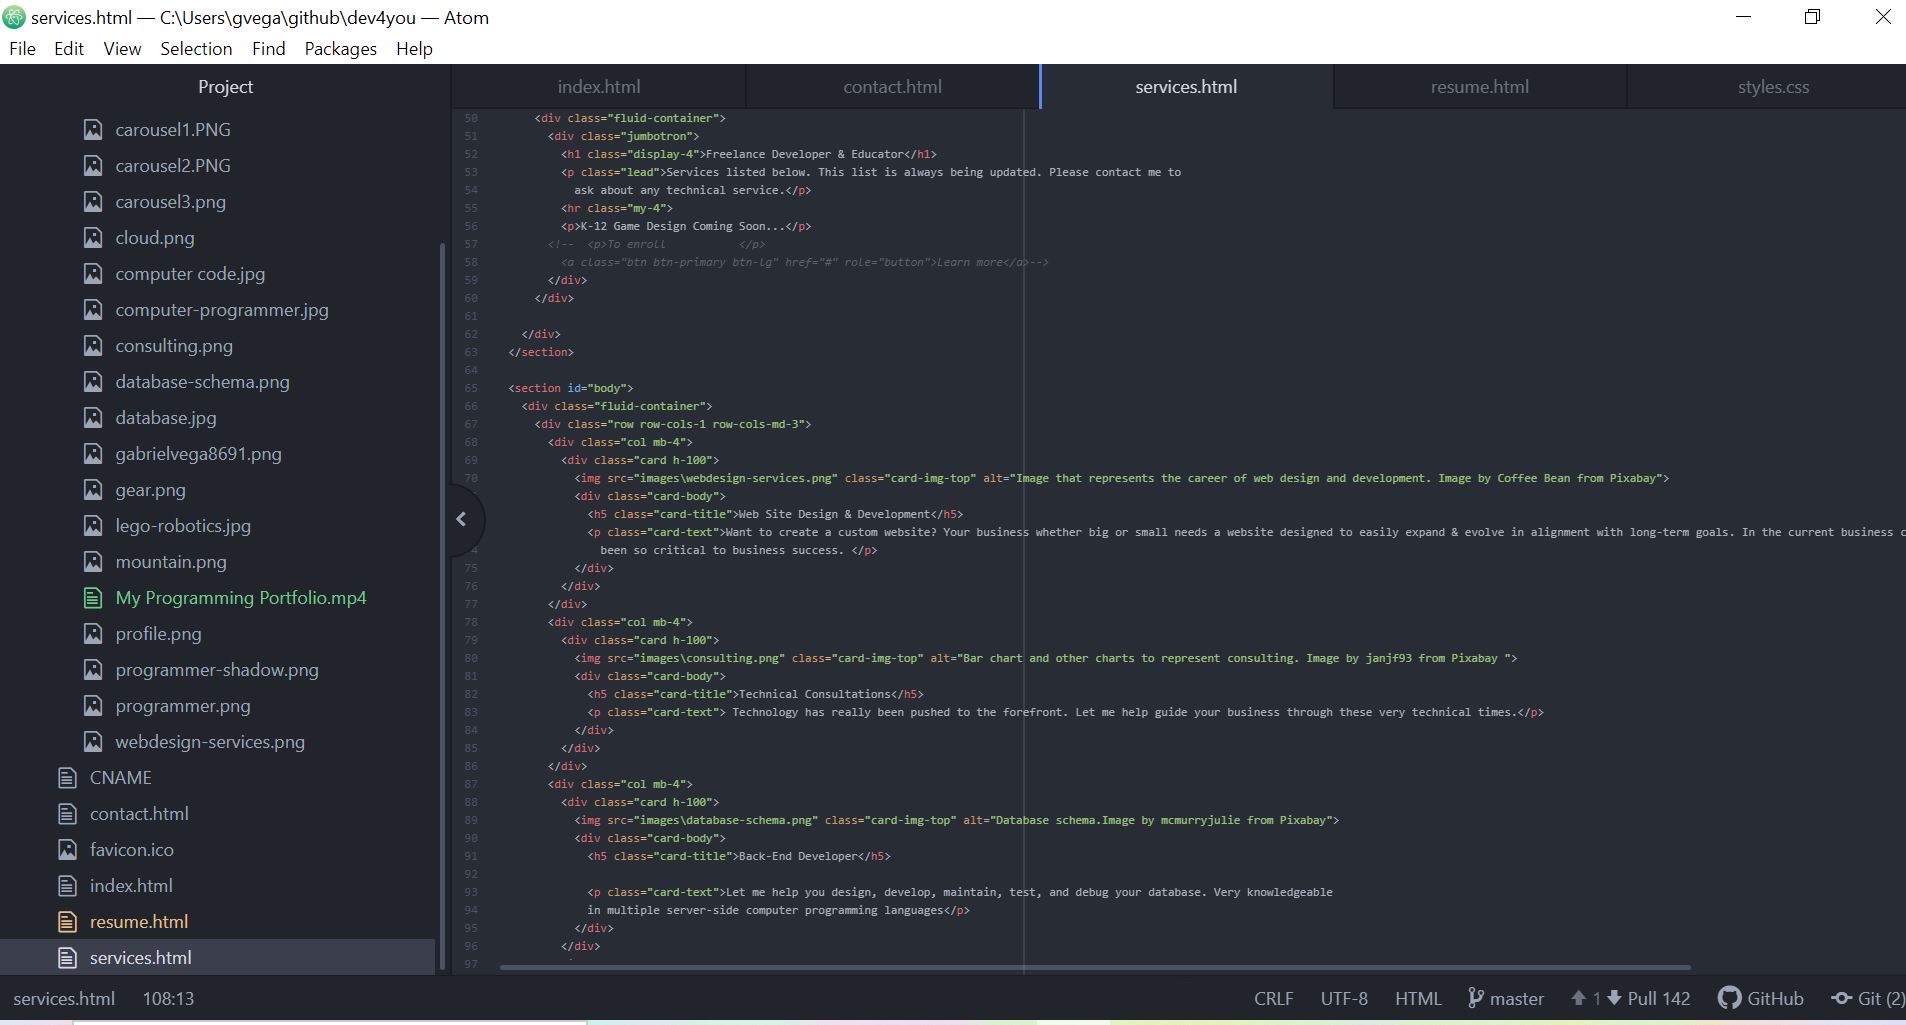 services.html — C:\Users\gvega\github\dev4you — Atom
File Edit View Selection Find Packages Help
Project
carousel1.PNG
carousel2.PNG
carousel3.png
cloud.png
computer code.jpg
computer-programmer.jpg
consulting.png
database-schema.png
database.jpg
gabrielvega8691.png
gear.png
lego-robotics.jpg
mountain.png
My Programming Portfolio.mp4
profile.png
programmer-shadow.png
programmer.png
webdesign-services.png
CNAME
contact.html
favicon.ico
index.html
resume.html
services.html
index.html contact.html services.html resume.html styles.css
50 <div class="fluid-container">
51 <div class="jumbotron">
52 <h1 class="display-4">Freelance Developer & Educator</h1>
53 <p class="lead">Services listed below. This list is always being updated. Please contact me to
54 ask about any technical service.</p>
55 <hr class="my-4">
56 <p>K-12 Game Design Coming Soon...</p>
57 <!-- <p>To enroll </p>
58 <a class="btn btn-primary btn-lg" href="#" role="button">Learn more</a>-->
59 </div>
60 </div>
61
62 </div>
63 </section>
64
65 <section id="body">
66 <div class="fluid-container">
67 <div class="row row-cols-1 row-cols-md-3">
68 <div class="col mb-4">
69 <div class="card h-100">
70 <img src="images\webdesign-services.png" class="card-img-top" alt="Image that represents the career of web design and development. Image by Coffee Bean from Pixabay">
<div class="card-body">
<h5 class="card-title">Web Site Design & Development</h5>
<p class="card-text">Want to create a custom website? Your business whether big or small needs a website designed to easily expand & evolve in alignment with long-term goals. In the current business
4 been so critical to business success. </p>
75 </div>
76 </div>
77 </div>
78 <div class="col mb-4">
79 <div class="card h-100">
80 <img src="images\consulting.png" class="card-img-top" alt="Bar chart and other charts to represent consulting. Image by janjf93 from Pixabay ">
81 <div class="card-body">
82 <h5 class="card-title">Technical Consultations</h5>
83 <p class="card-text"> Technology has really been pushed to the forefront. Let me help guide your business through these very technical times.</p>
84 </div>
85 </div>
86 </div>
87 <div class="col mb-4">
88 <div class="card h-100">
89 <img src="images\database-schema.png" class="card-img-top" alt="Database schema.Image by mcmurryjulie from Pixabay">
90 <div class="card-body">
91 <h5 class="card-title">Back-End Developer</h5>
92
93 <p class="card-text">Let me help you design, develop, maintain, test, and debug your database. Very knowledgeable
94 in multiple server-side computer programming languages</p>
95 </div>
96 </div>
97
services.html 108:13 CRLF UTF-8 HTML master 1 Pull 142 GitHub Git (2)